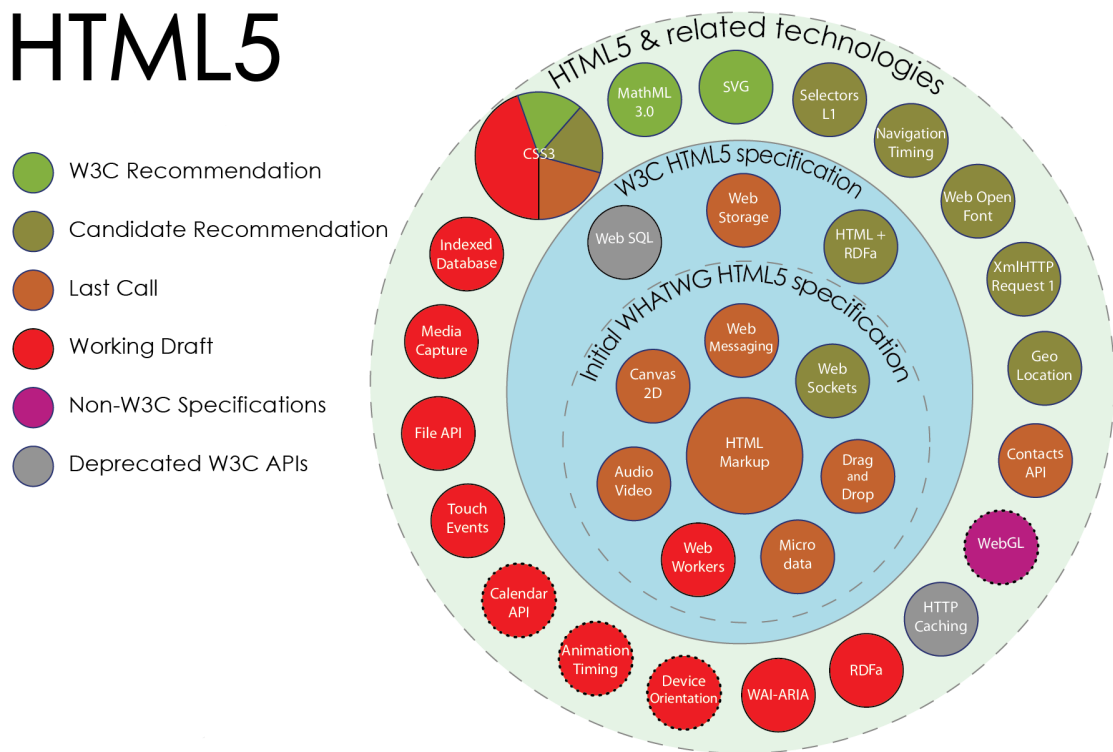 HTML5
W3C Recommendation
Candidate Recommendation
Last Call
Working Draft
Non-W3C Specifications
Deprecated W3C APIs
HTML5 & related technologies
CSS3
MathML
3.0
SVG
Selectors
L1
Navigation
Timing
Web Open
Font
XmlHTTP
Request 1
Geo
Location
Contacts
API
WebGL
HTTP
Caching
RDFa
WAI-ARIA
Device
Orientation
Animation
Timing
Calendar
API
Touch
Events
File API
Media
Capture
Indexed
Database
W3C HTML5 specification
Web SQL
Web
Storage
HTML +
RDFa
Initial WHATWG HTML5 specification
Web
Messaging
Canvas
2D
Web
Sockets
HTML
Markup
Audio
Video
Drag
and
Drop
Web
Workers
Micro
data